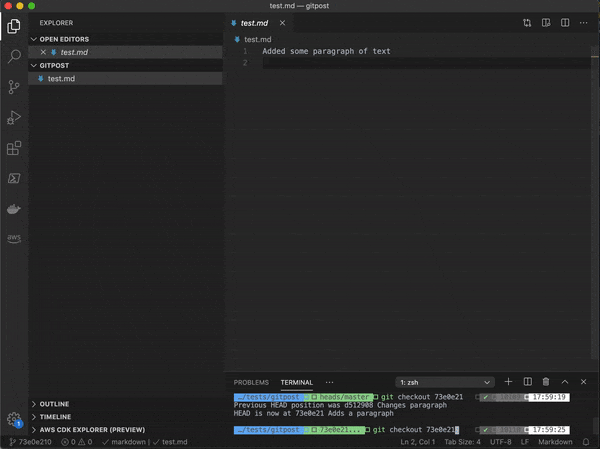 test.md — gitpost
EXPLORER
OPEN EDITORS
test.md
GITPOST
test.md
OUTLINE
TIMELINE
AWS CDK EXPLORER (PREVIEW)
aws
1
test.md
test.md
1 Added some paragraph of text
2
PROBLEMS TERMINAL ··· 1: zsh
…/tests/gitpost heads/master git checkout 73e0e21 17:59:19
Previous HEAD position was d512908 Changes paragraph
HEAD is now at 73e0e21 Adds a paragraph
…/tests/gitpost 73e0e21... git checkout 73e0e21 17:59:25
73e0e210 0 0 markdown | test.md Ln 2, Col 1 Tab Size: 4 UTF-8 LF Markdown